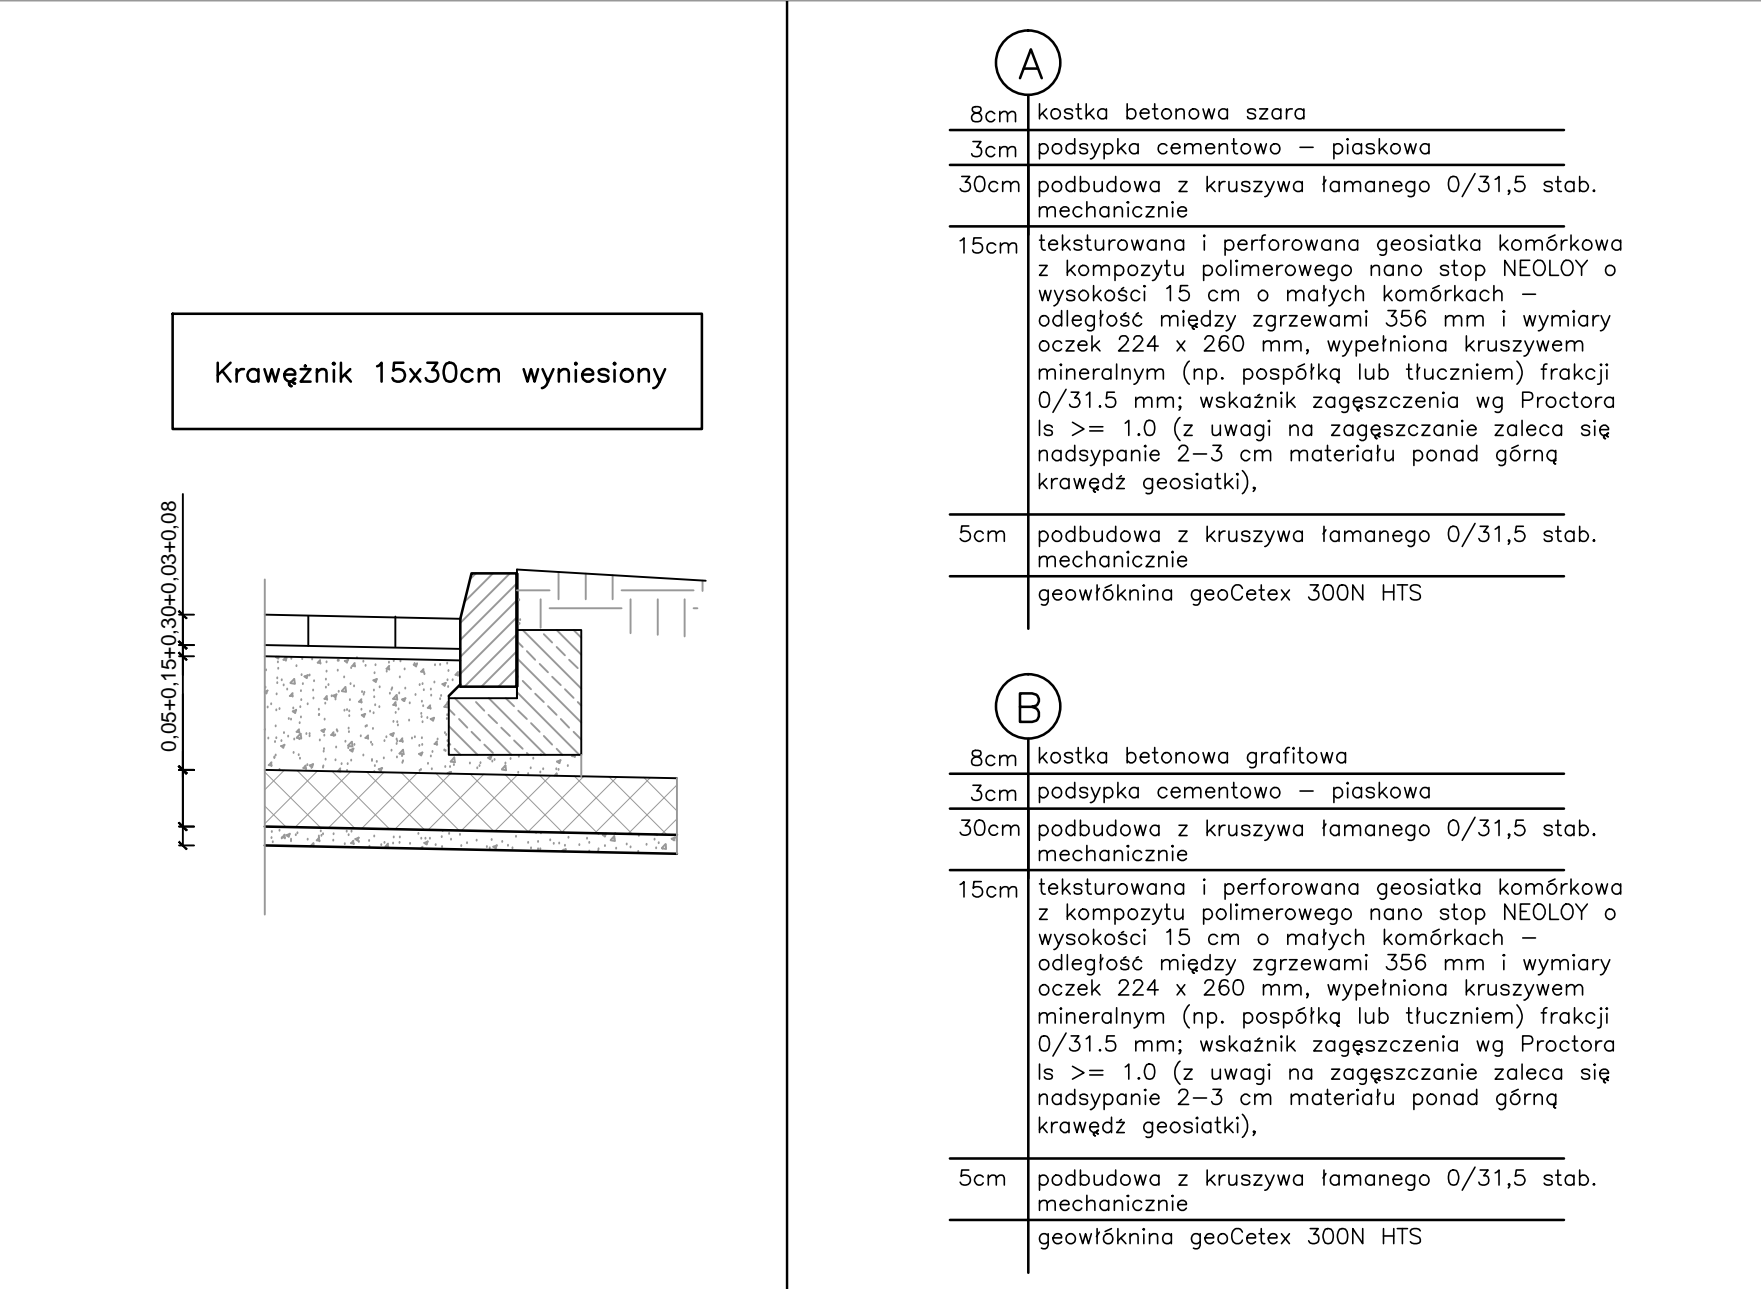 Krawężnik 15x30cm wyniesiony
0,05+0,15+0,30+0,03+0,08
A
8cm kostka betonowa szara
3cm podsypka cementowo – piaskowa
30cm podbudowa z kruszywa łamanego 0/31,5 stab.
mechanicznie
15cm teksturowana i perforowana geosiatka komórkowa
z kompozytu polimerowego nano stop NEOLOY o
wysokości 15 cm o małych komórkach –
odległość między zgrzewami 356 mm i wymiary
oczek 224 x 260 mm, wypełniona kruszywem
mineralnym (np. pospółką lub tłuczniem) frakcji
0/31.5 mm; wskaźnik zagęszczenia wg Proctora
Is >= 1.0 (z uwagi na zagęszczanie zaleca się
nadsypanie 2–3 cm materiału ponad górną
krawędź geosiatki),
5cm podbudowa z kruszywa łamanego 0/31,5 stab.
mechanicznie
geowłóknina geoCetex 300N HTS
B
8cm kostka betonowa grafitowa
3cm podsypka cementowo – piaskowa
30cm podbudowa z kruszywa łamanego 0/31,5 stab.
mechanicznie
15cm teksturowana i perforowana geosiatka komórkowa
z kompozytu polimerowego nano stop NEOLOY o
wysokości 15 cm o małych komórkach –
odległość między zgrzewami 356 mm i wymiary
oczek 224 x 260 mm, wypełniona kruszywem
mineralnym (np. pospółką lub tłuczniem) frakcji
0/31.5 mm; wskaźnik zagęszczenia wg Proctora
Is >= 1.0 (z uwagi na zagęszczanie zaleca się
nadsypanie 2–3 cm materiału ponad górną
krawędź geosiatki),
5cm podbudowa z kruszywa łamanego 0/31,5 stab.
mechanicznie
geowłóknina geoCetex 300N HTS